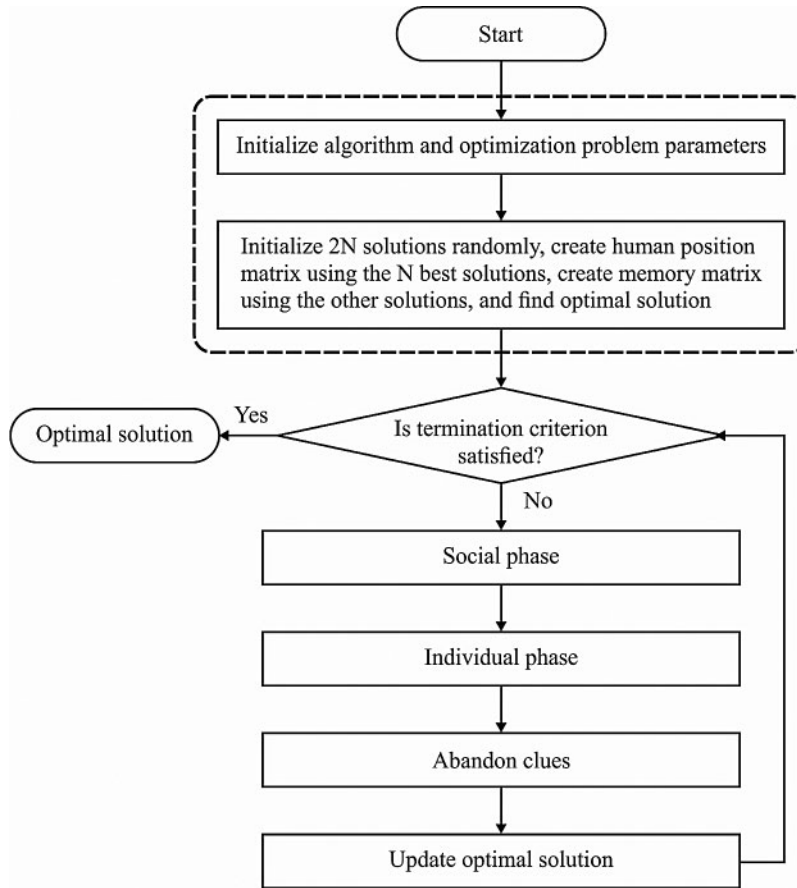 Start
Initialize algorithm and optimization problem parameters
Initialize 2N solutions randomly, create human position
matrix using the N best solutions, create memory matrix
using the other solutions, and find optimal solution
Yes
Optimal solution
Is termination criterion
satisfied?
No
Social phase
Individual phase
Abandon clues
Update optimal solution